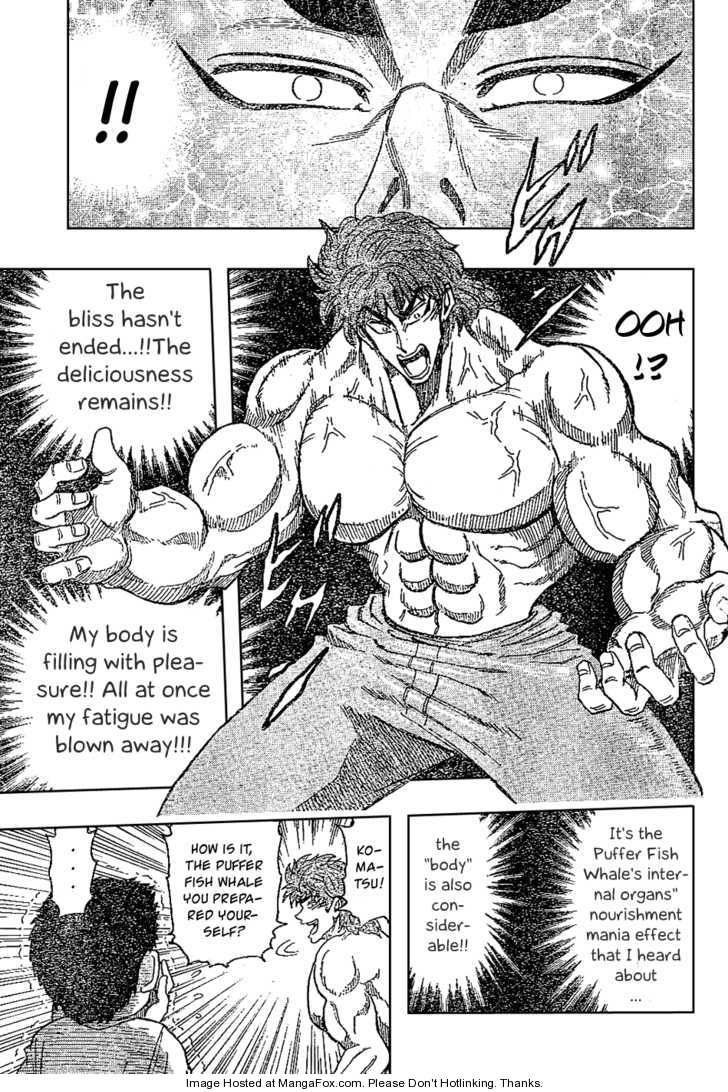 !!
OOH
!?
The
bliss hasn't
ended...!!The
deliciousness
remains!!
My body is
filling with plea-
sure!! All at once
my fatigue was
blown away!!!
It's the
Puffer Fish
Whale's inter-
nal organs"
nourishment
mania effect
that I heard
about
...
the
"body"
is also
con-
sider-
able!!
KO-
MA-
TSU!
HOW IS IT,
THE PUFFER
FISH WHALE
YOU PREPA-
RED YOUR-
SELF?
...
...
Image Hosted at MangaFox.com. Please Don't Hotlinking. Thanks.